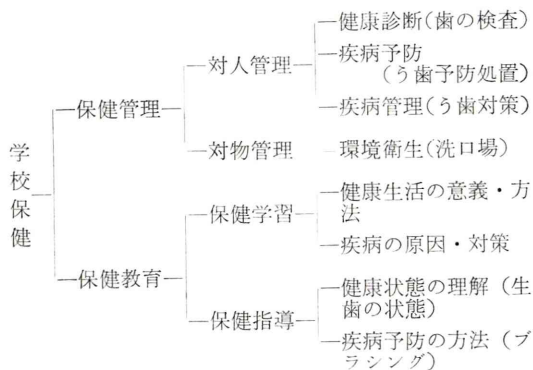 学校保健
保健管理
対人管理
健康診断(歯の検査)
疾病予防
(う歯予防処置)
疾病管理(う歯対策)
対物管理
環境衛生(洗口場)
保健教育
保健学習
健康生活の意義・方
法
疾病の原因・対策
保健指導
健康状態の理解(生
歯の状態)
疾病予防の方法(ブ
ラシング)